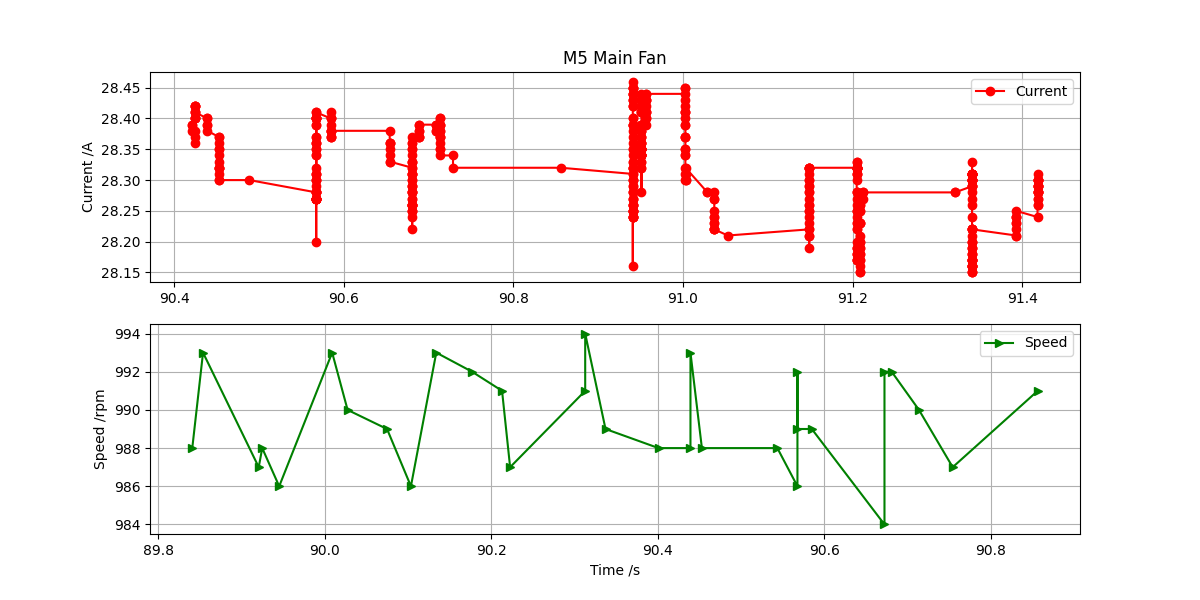 M5 Main Fan
28.45
28.40
28.35
28.30
28.25
28.20
28.15
Current /A
Current
90.4 90.6 90.8 91.0 91.2 91.4
994
992
990
988
986
984
Speed /rpm
Speed
89.8 90.0 90.2 90.4 90.6 90.8
Time /s